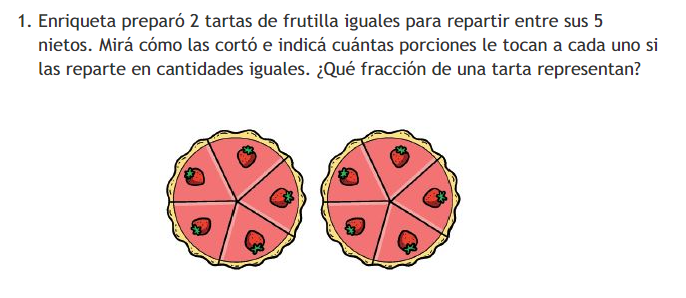 1. Enriqueta preparó 2 tartas de frutilla iguales para repartir entre sus 5
nietos. Mirá cómo las cortó e indicá cuántas porciones le tocan a cada uno si
las reparte en cantidades iguales. ¿Qué fracción de una tarta representan?